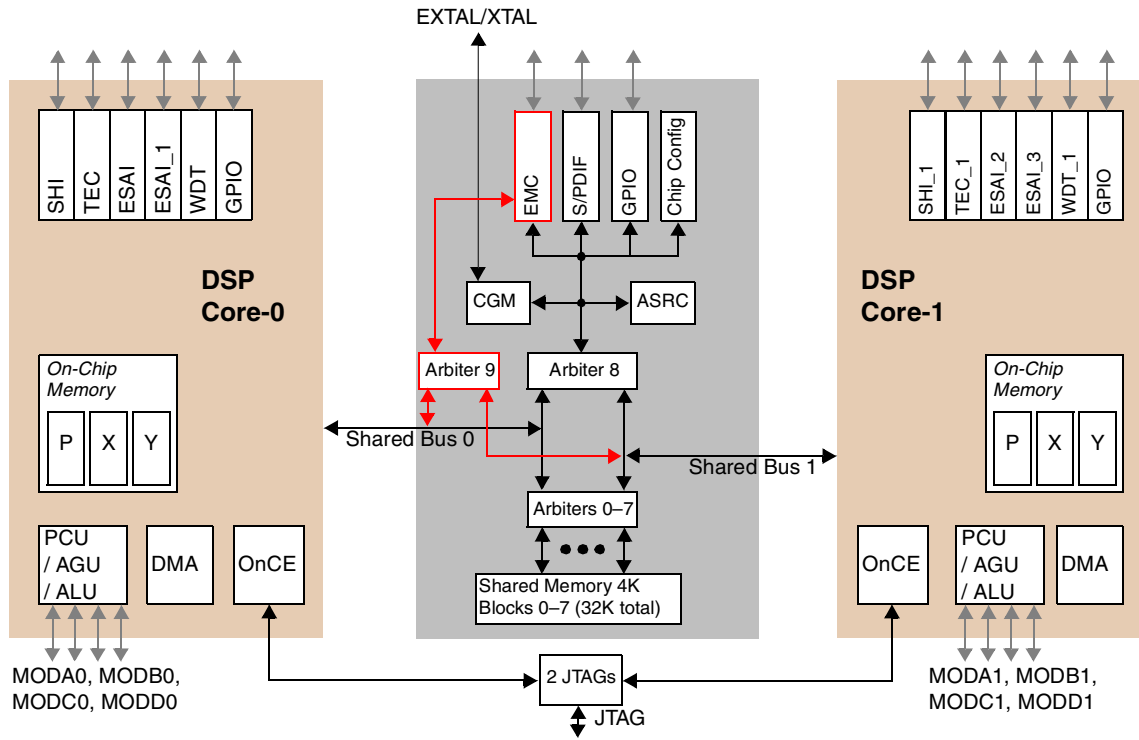 EXTAL/XTAL
SHI
TEC
ESAI
ESAI_1
WDT
GPIO
EMC
S/PDIF
GPIO
Chip Config
SHI_1
TEC_1
ESAI_2
ESAI_3
WDT_1
GPIO
DSP
Core-0
CGM
ASRC
DSP
Core-1
On-Chip
Memory
P
X
Y
Arbiter 9
Arbiter 8
On-Chip
Memory
P
X
Y
Shared Bus 0
Shared Bus 1
Arbiters 0–7
PCU
/ AGU
/ ALU
DMA
OnCE
Shared Memory 4K
Blocks 0–7 (32K total)
OnCE
PCU
/ AGU
/ ALU
DMA
MODA0, MODB0,
MODC0, MODD0
2 JTAGs
JTAG
MODA1, MODB1,
MODC1, MODD1